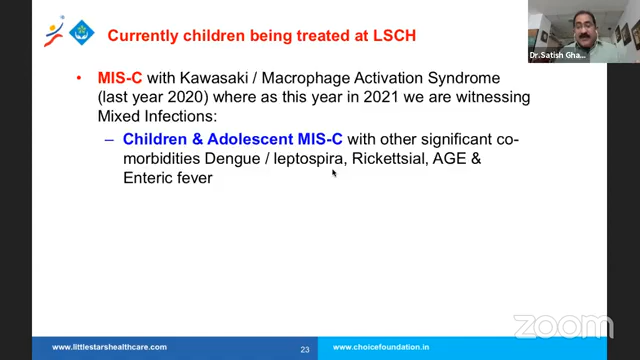 Currently children being treated at LSCH
Dr.Satish Gha...
• MIS-C with Kawasaki / Macrophage Activation Syndrome
(last year 2020) where as this year in 2021 we are witnessing
Mixed Infections:
– Children & Adolescent MIS-C with other significant co-
morbidities Dengue / leptospira, Rickettsial, AGE &
Enteric fever
zoom
www.littlestarshealthcare.com
23
www.choicefoundation.in